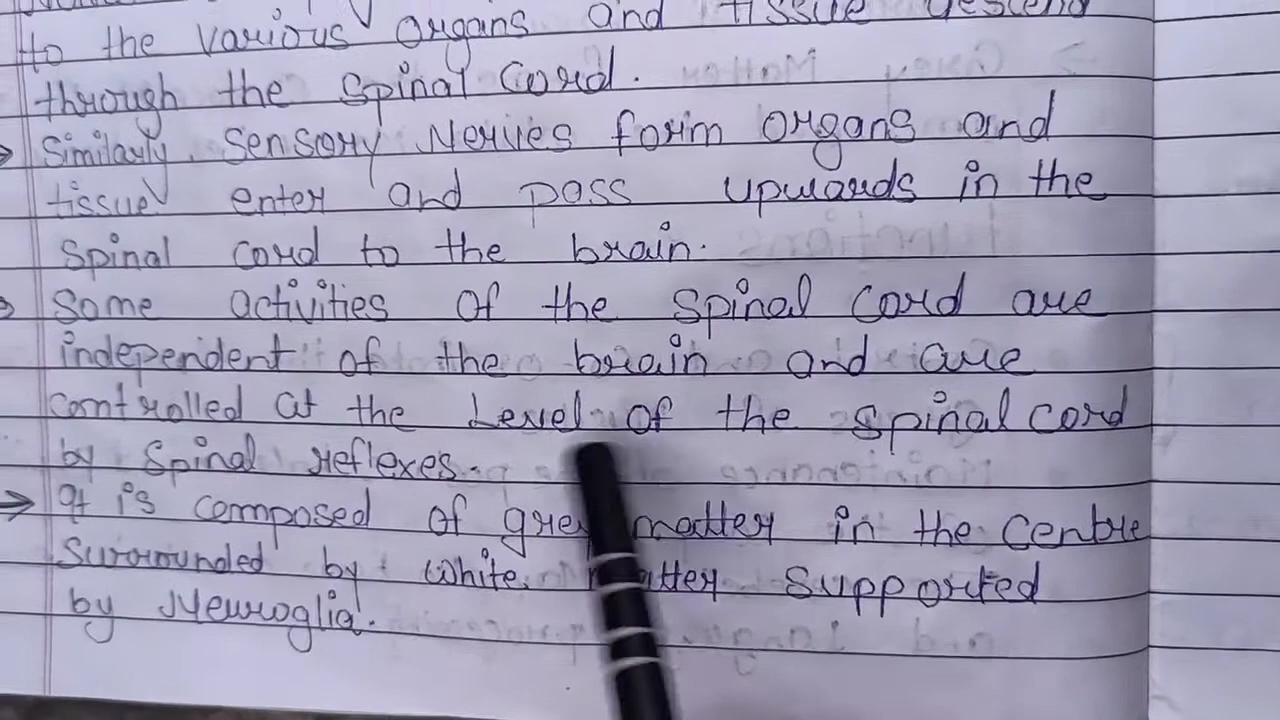 to the various organs and tissue descend
through the spinal cord.
Similarly, sensory Nerves form organs and
tissue enter and pass upwards in the
spinal cord to the brain.
Some activities of the spinal cord are
independent of the brain and are
controlled at the Level of the spinal cord
by spinal reflexes.
→ It is composed of grey matter in the Centre
Surrounded by white matter supported
by Neuroglia.